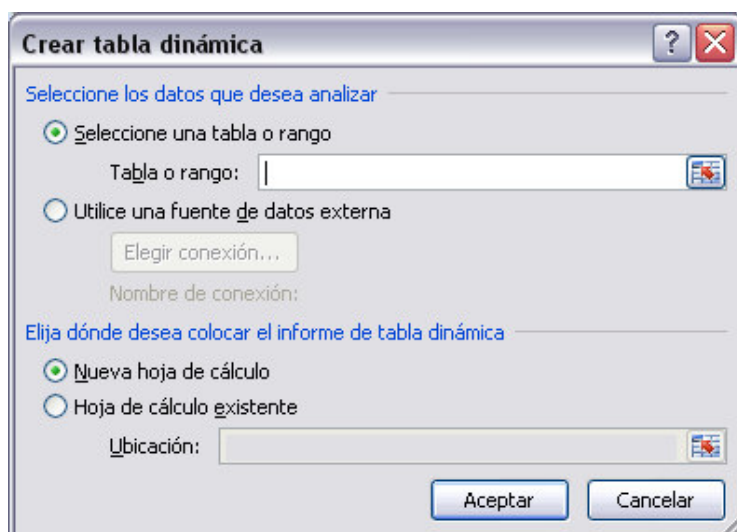 Crear tabla dinámica
?
Seleccione los datos que desea analizar
Seleccione una tabla o rango
Tabla o rango:
Utilice una fuente de datos externa
Elegir conexión...
Nombre de conexión:
Elija dónde desea colocar el informe de tabla dinámica
Nueva hoja de cálculo
Hoja de cálculo existente
Ubicación:
Aceptar Cancelar